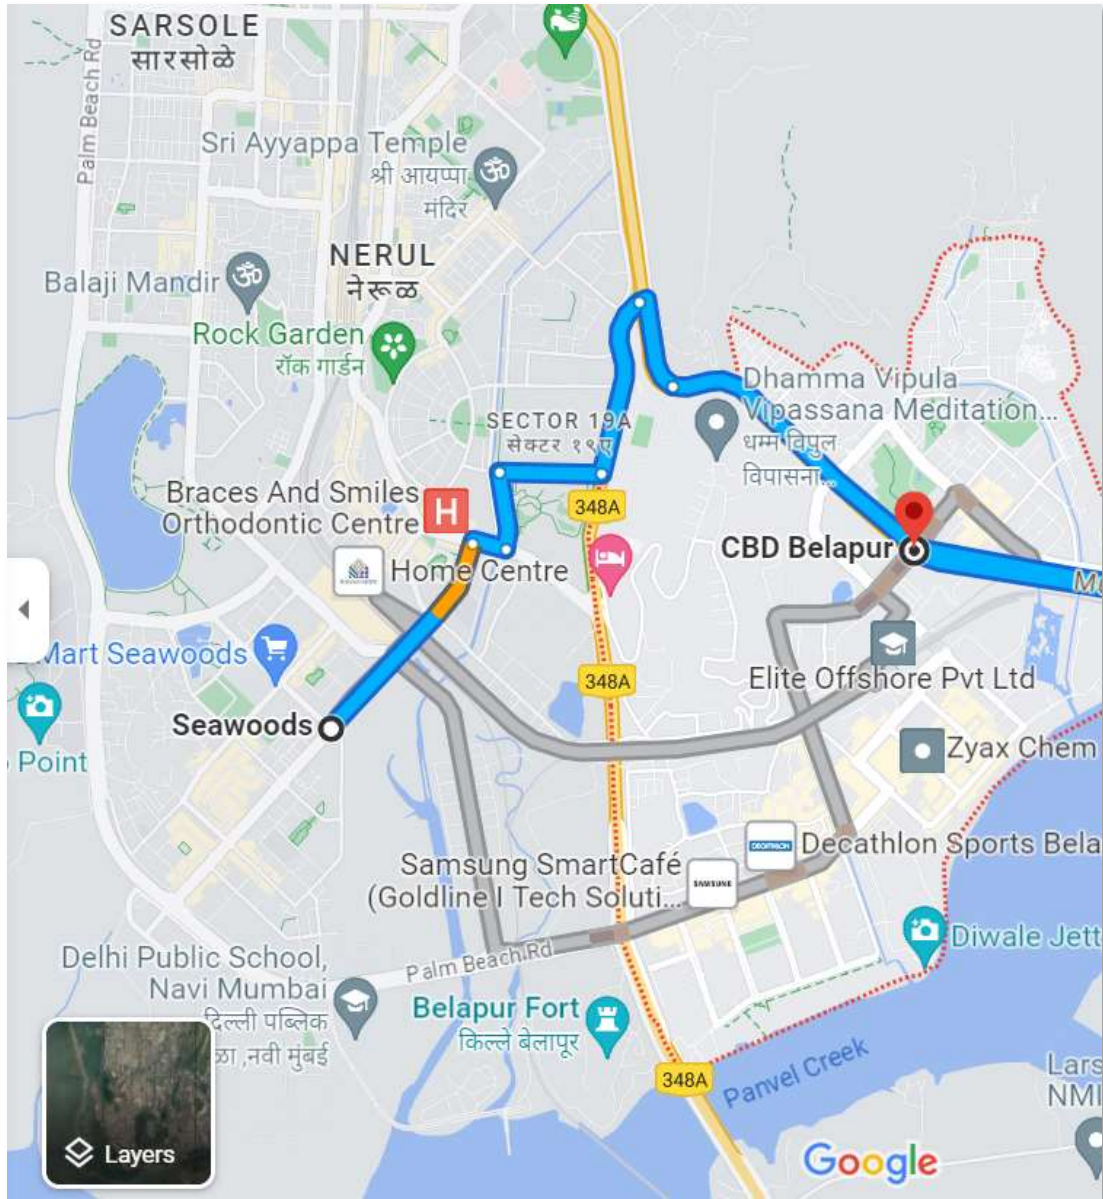 SARSOLE
सारसोळे
Palm Beach Rd
Sri Ayyappa Temple
श्री आयप्पा
मंदिर
NERUL
नेरूळ
Balaji Mandir
Rock Garden
रॉक गार्डन
Dhamma Vipula
Vipassana Meditation...
धम्म विपुल
विपासना...
SECTOR 19A
सेक्टर १९ए
Braces And Smiles
Orthodontic Centre
H
348A
CBD Belapur
Home Centre
Mart Seawoods
348A
Elite Offshore Pvt Ltd
Seawoods
Point
Zyax Chem
DECATHLON
Decathlon Sports Bela
Samsung SmartCafé
(Goldline I Tech Soluti...
SAMSUNG
Palm Beach Rd
Diwale Jett
Delhi Public School,
Navi Mumbai
दिल्ली पब्लिक
ळा ,नवी मुंबई
Belapur Fort
किल्ले बेलापूर
348A
Panvel Creek
Lars
NMI
Layers
Google